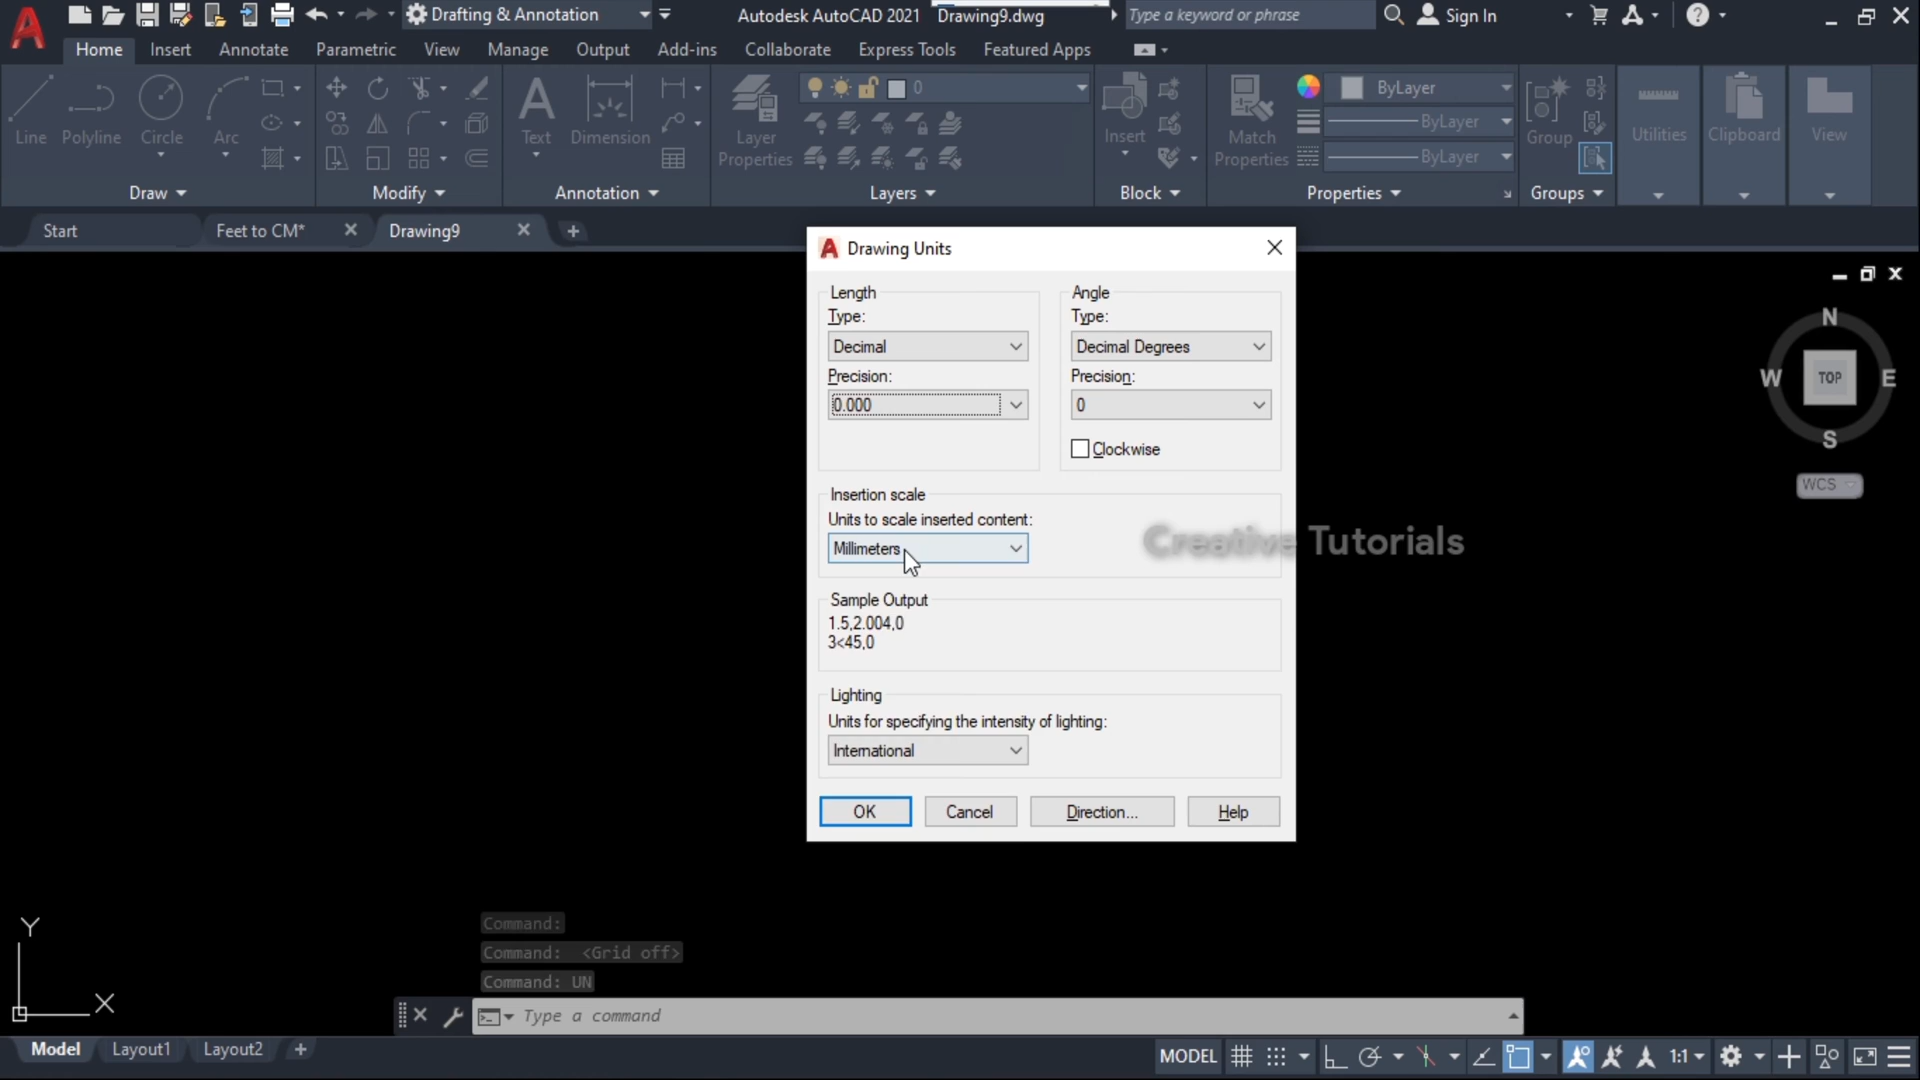 Drafting & Annotation
Autodesk AutoCAD 2021 Drawing9.dwg
Type a keyword or phrase
Sign In
Home Insert Annotate Parametric View Manage Output Add-ins Collaborate Express Tools Featured Apps
Line
Polyline
Circle
Arc
Text
Dimension
Layer
Properties
0
Insert
Match
Properties
ByLayer
ByLayer
ByLayer
Group
Utilities
Clipboard
View
Draw
Modify
Annotation
Layers
Block
Properties
Groups
Start
Feet to CM*
Drawing9
Drawing Units
Length
Type:
Decimal
Precision:
0.000
Angle
Type:
Decimal Degrees
Precision:
0
Clockwise
Insertion scale
Units to scale inserted content:
Millimeters
Sample Output
1.5,2.004,0
3<45,0
Lighting
Units for specifying the intensity of lighting:
International
OK
Cancel
Direction...
Help
Creative Tutorials
N
W
TOP
E
S
WCS
Y
X
Command:
Command: <Grid off>
Command: UN
Type a command
Model
Layout1
Layout2
MODEL
1:1